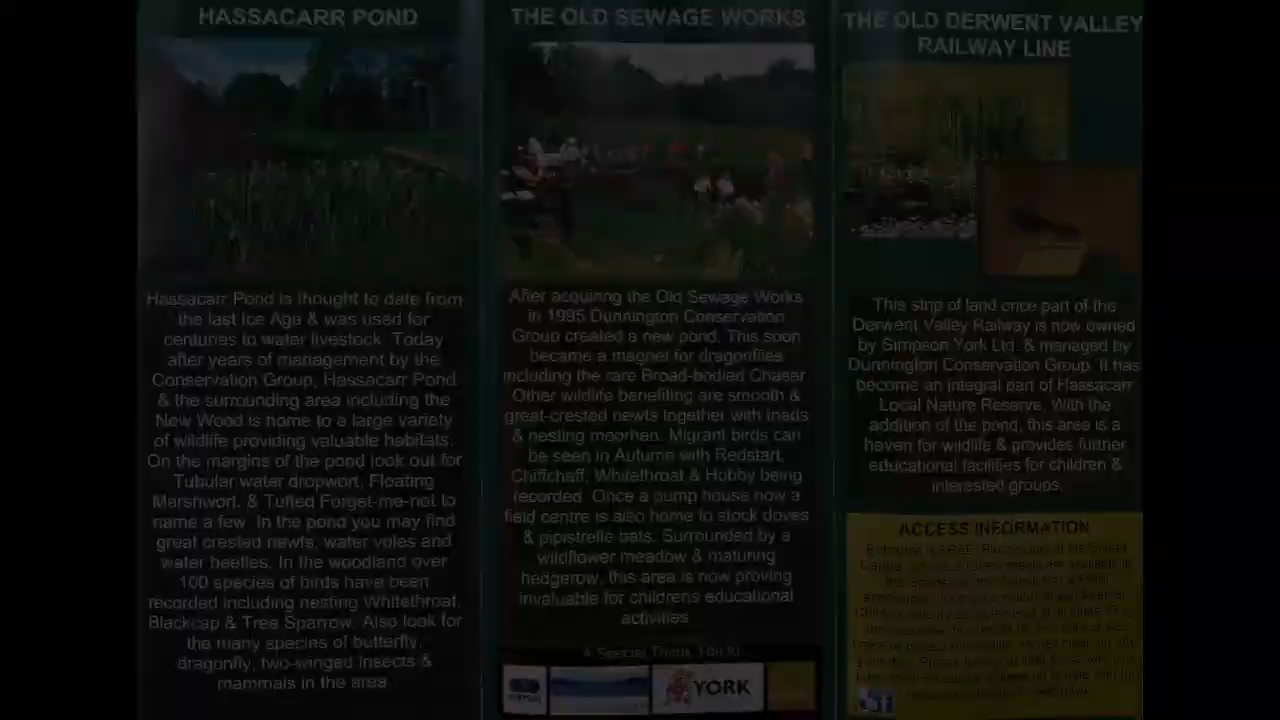 HASSACARR POND
Hassacarr Pond is thought to date from
the last Ice Age & was used for
centuries to water livestock. Today
after years of management by the
Conservation Group, Hassacarr Pond
& the surrounding area including the
New Wood is home to a large variety
of wildlife providing valuable habitats.
On the margins of the pond look out for
Tubular water dropwort, Floating
Marshwort, & Tufted Forget-me-not to
name a few. In the pond you may find
great crested newts, water voles and
water beetles. In the woodland over
100 species of birds have been
recorded including nesting Whitethroat,
Blackcap & Tree Sparrow. Also look for
the many species of butterfly,
dragonfly, two-winged insects &
mammals in the area.
THE OLD SEWAGE WORKS
After acquiring the Old Sewage Works
in 1995 Dunnington Conservation
Group created a new pond. This soon
became a magnet for dragonflies
including the rare Broad-bodied Chaser.
Other wildlife benefiting are smooth &
great-crested newts together with toads
& nesting moorhen. Migrant birds can
be seen in Autumn with Redstart,
Chiffchaff, Whitethroat & Hobby being
recorded. Once a pump house now a
field centre is also home to stock doves
& pipistrelle bats. Surrounded by a
wildflower meadow & maturing
hedgerow, this area is now proving
invaluable for childrens educational
activities
A Special Thank You to
YORK
THE OLD DERWENT VALLEY
RAILWAY LINE
This strip of land once part of the
Derwent Valley Railway is now owned
by Simpson York Ltd. & managed by
Dunnington Conservation Group. It has
become an integral part of Hassacarr
Local Nature Reserve. With the
addition of the pond, this area is a
haven for wildlife & provides further
educational facilities for children &
interested groups.
ACCESS INFORMATION